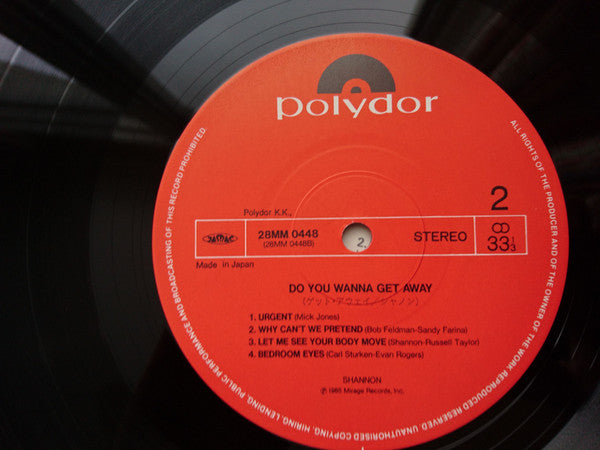 polydor
2
Polydor K.K.,
JASRAC
28MM 0448
(28MM 0448B)
2.
STEREO
33 1/3
Made in Japan
DO YOU WANNA GET AWAY
(ゲット・アウェイ/シャノン)
1. URGENT (Mick Jones)
2. WHY CAN'T WE PRETEND (Bob Feldman-Sandy Farina)
3. LET ME SEE YOUR BODY MOVE (Shannon-Russell Taylor)
4. BEDROOM EYES (Carl Sturken-Evan Rogers)
SHANNON
℗ 1985 Mirage Records, Inc.
ALL RIGHTS OF THE PRODUCER AND OF THE OWNER OF THE WORK REPRODUCED RESERVED. UNAUTHORISED COPYING, HIRING, LENDING, PUBLIC PERFORMANCE AND BROADCASTING OF THIS RECORD PROHIBITED